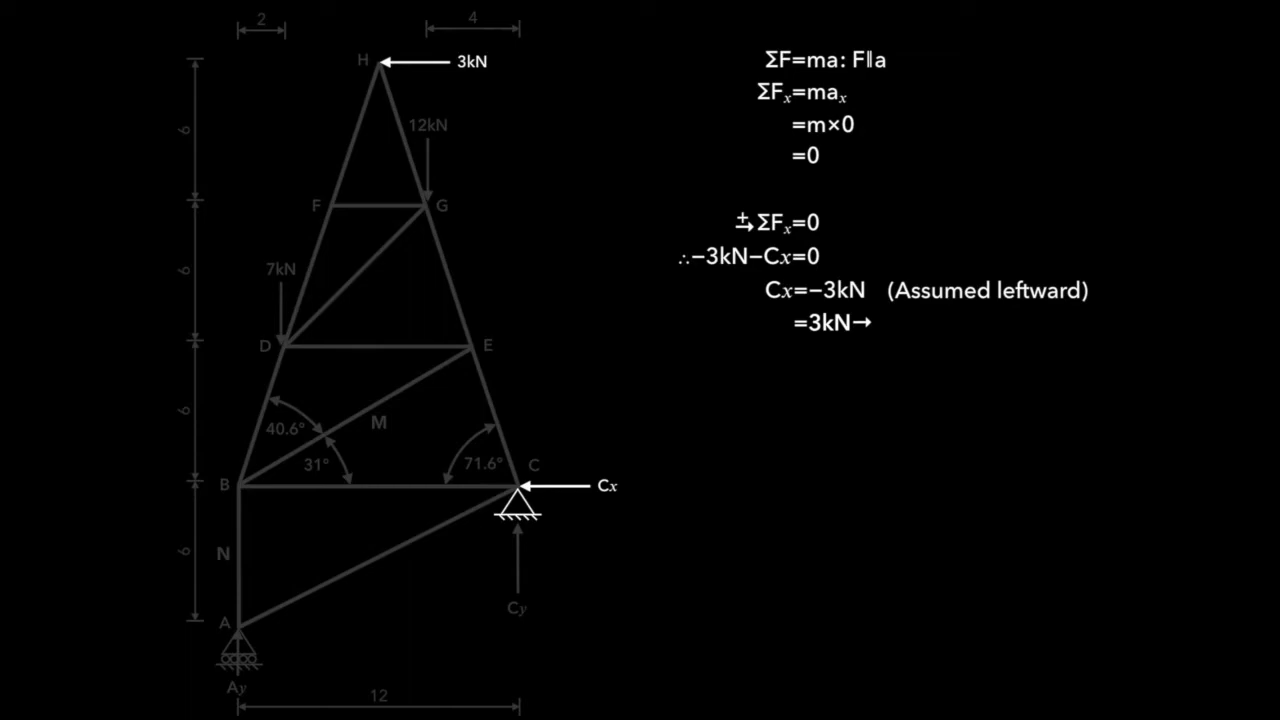 2
4
H
3kN
12kN
6
F
G
7kN
6
D
E
6
40.6°
M
31°
71.6°
C
B
Cx
N
6
Cy
A
Ay
12
ΣF=ma: F∥a
ΣFx=max
=m×0
=0
+→ΣFx=0
∴−3kN−Cx=0
Cx=−3kN (Assumed leftward)
=3kN→